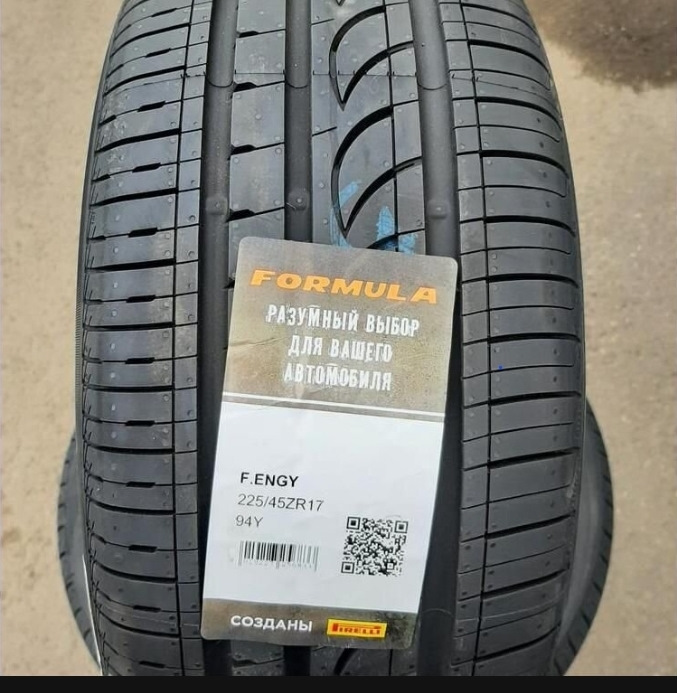 FORMULA
РАЗУМНЫЙ ВЫБОР
ДЛЯ ВАШЕГО
АВТОМОБИЛЯ
F.ENGY
225/45ZR17
94Y
СОЗДАНЫ PIRELLI